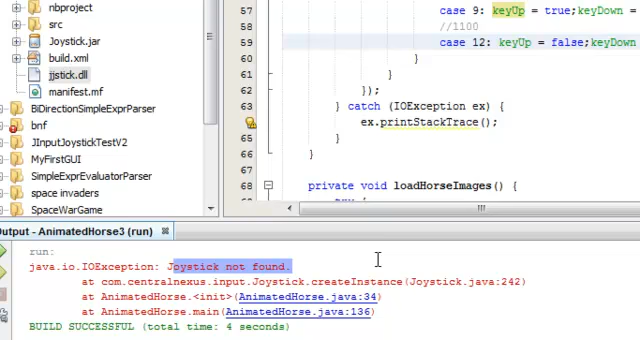 nbproject
src
Joystick.jar
build.xml
jjstick.dll
manifest.mf
BIDirectionSimpleExprParser
bnf
JInputJoystickTestV2
MyFirstGUI
SimpleExprEvaluatorParser
space invaders
SpaceWarGame
57 case 9: keyUp = true;keyDown =
58 //1100
59 case 12: keyUp = false;keyDown
60 }
61 }
62 });
63 } catch (IOException ex) {
ex.printStackTrace();
65 }
66 }
67
68 private void loadHorseImages() {
Output - AnimatedHorse3 (run)
run:
java.io.IOException: Joystick not found.
at com.centralnexus.input.Joystick.createInstance(Joystick.java:242)
at AnimatedHorse.<init>(AnimatedHorse.java:34)
at AnimatedHorse.main(AnimatedHorse.java:136)
BUILD SUCCESSFUL (total time: 4 seconds)